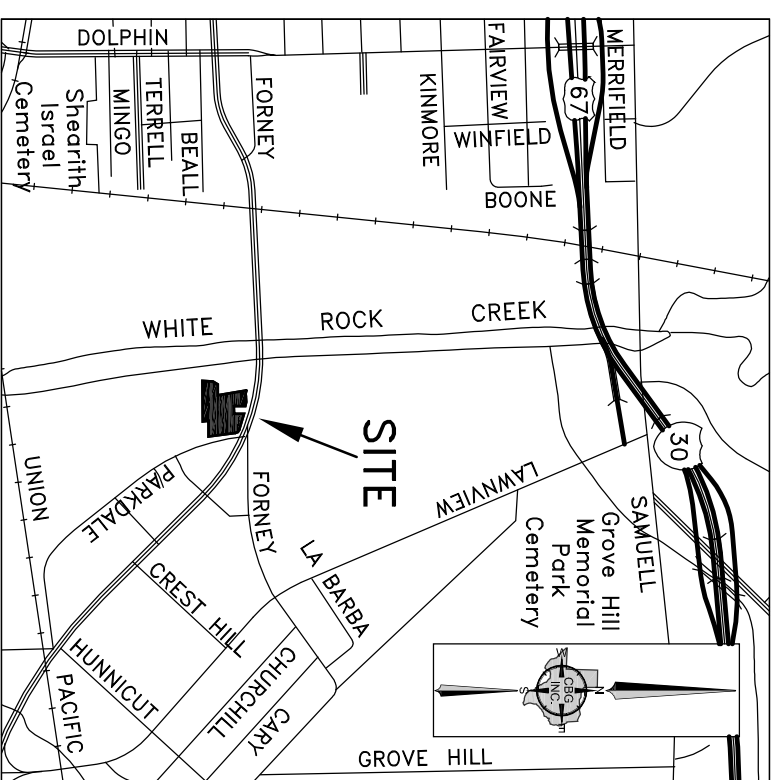 DOLPHIN
Shearith
Israel
Cemetery
MINGO
TERRELL
BEALL
FORNEY
KINMORE
FAIRVIEW
WINFIELD
BOONE
67
MERRIFIELD
WHITE ROCK CREEK
SITE
30
UNION
PARKDALE
FORNEY
LAWNVIEW
SAMUELL
Grove Hill
Memorial
Park
Cemetery
LA BARBA
CREST HILL
HUNNICUT
CHURCHILL
CARY
PACIFIC
GROVE HILL
N
W
E
S
CBG
INC.